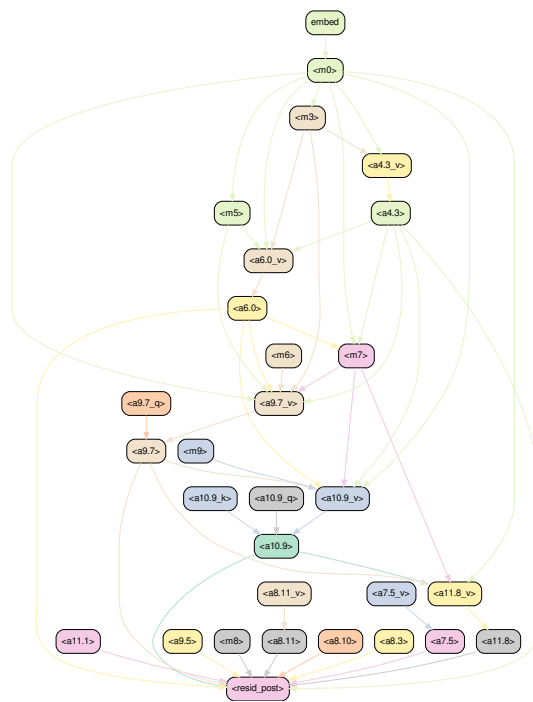 embed
<m0>
<m3>
<a4.3_v>
<m5>
<a4.3>
<a6.0_v>
<a6.0>
<m6>
<m7>
<a9.7_q>
<a9.7_v>
<a9.7>
<m9>
<a10.9_k>
<a10.9_q>
<a10.9_v>
<a10.9>
<a8.11_v>
<a7.5_v>
<a11.8_v>
<a11.1>
<a9.5>
<m8>
<a8.11>
<a8.10>
<a8.3>
<a7.5>
<a11.8>
<resid_post>